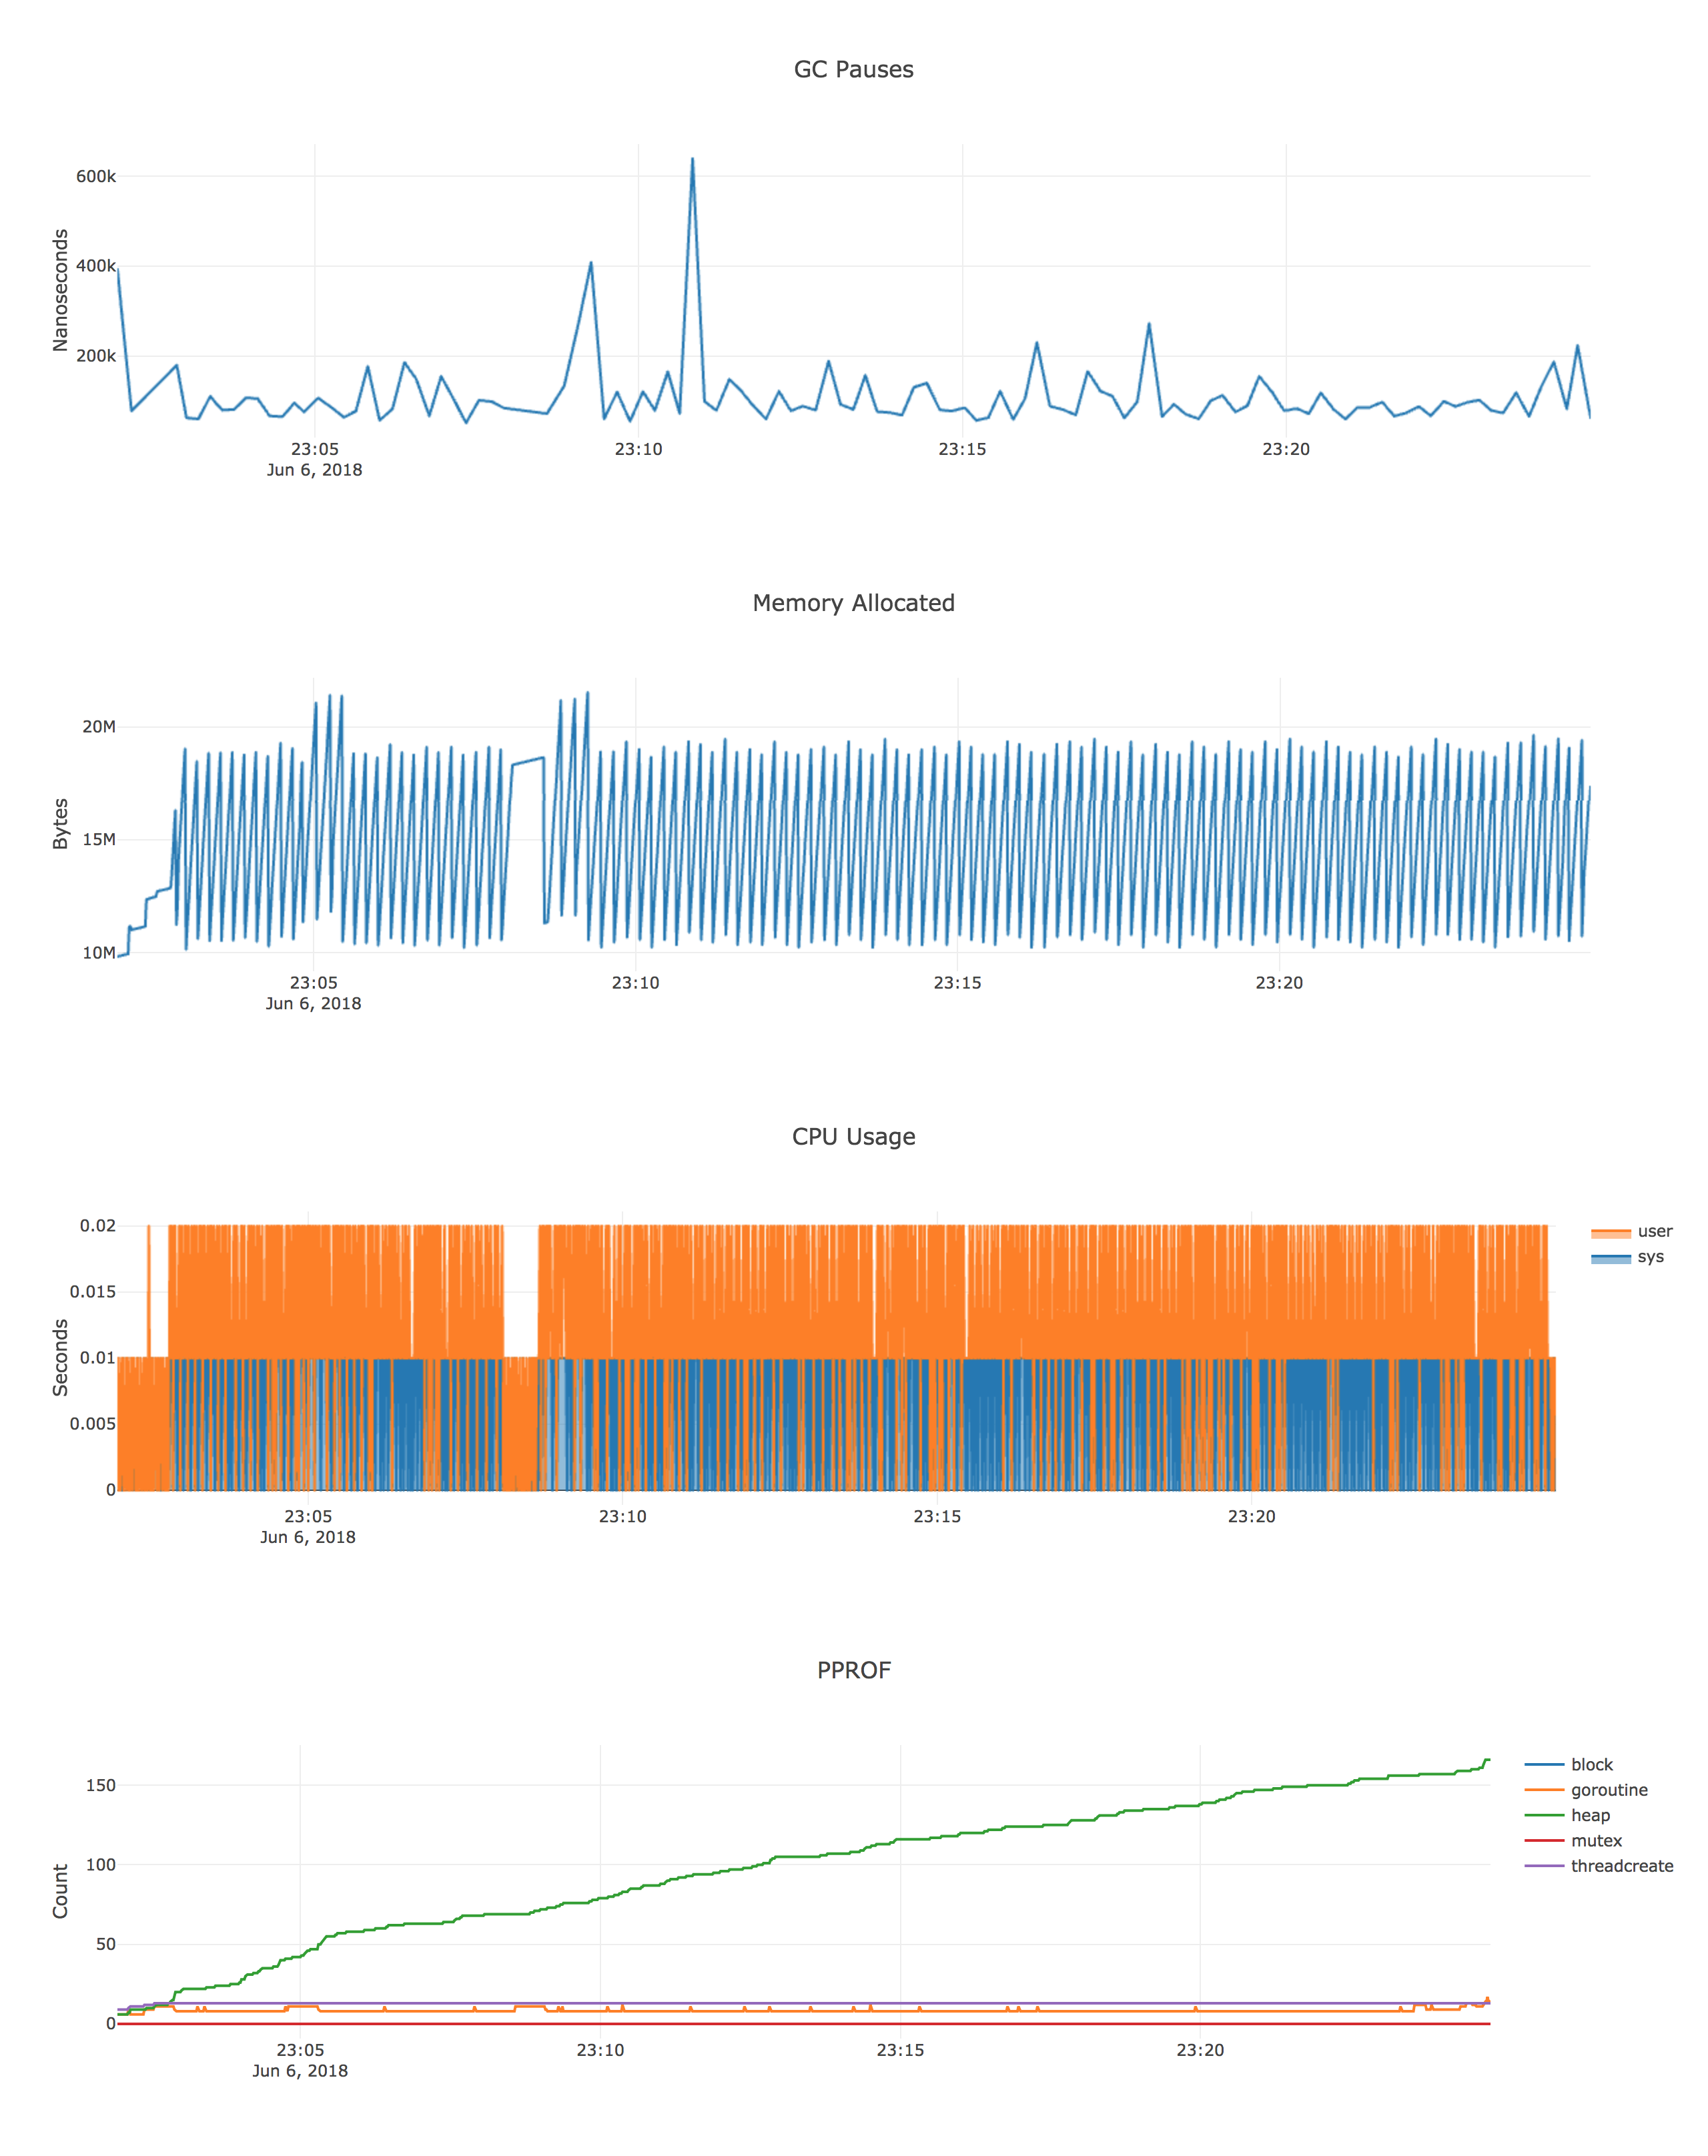 GC Pauses
Nanoseconds
600k
400k
200k
23:05
23:10
23:15
23:20
Jun 6, 2018
Memory Allocated
Bytes
20M
15M
10M
23:05
23:10
23:15
23:20
Jun 6, 2018
CPU Usage
Seconds
0.02
0.015
0.01
0.005
0
user
sys
23:05
23:10
23:15
23:20
Jun 6, 2018
PPROF
Count
150
100
50
0
block
goroutine
heap
mutex
threadcreate
23:05
23:10
23:15
23:20
Jun 6, 2018